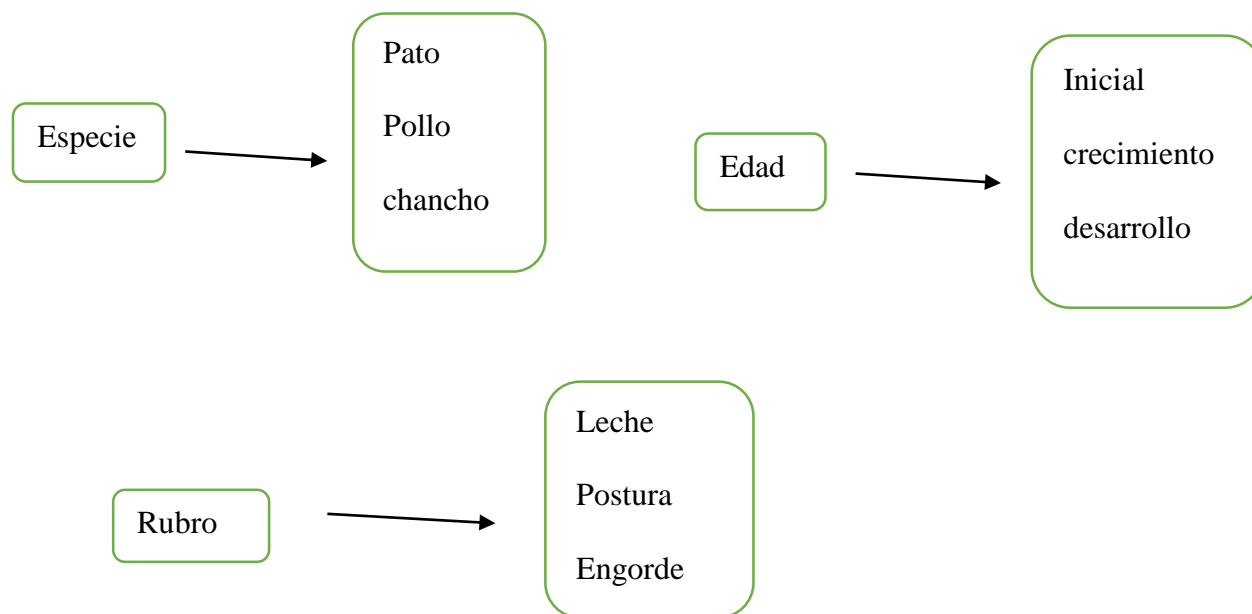 Especie
Pato
Pollo
chancho
Edad
Inicial
crecimiento
desarrollo
Rubro
Leche
Postura
Engorde